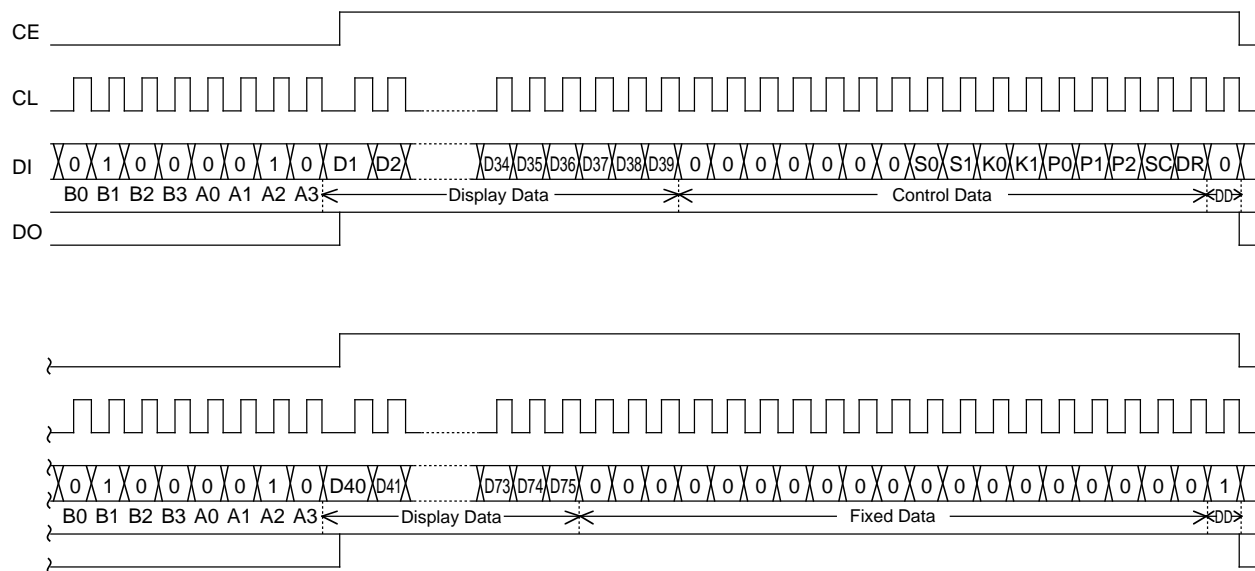 CE
CL
DI 0 1 0 0 0 0 1 0 D1 D2 D34 D35 D36 D37 D38 D39 0 0 0 0 0 0 0 S0 S1 K0 K1 P0 P1 P2 SC DR 0
B0 B1 B2 B3 A0 A1 A2 A3 Display Data Control Data DD
DO
0 1 0 0 0 0 1 0 D40 D41 D73 D74 D75 0 0 0 0 0 0 0 0 0 0 0 0 0 0 0 0 0 0 0 1
B0 B1 B2 B3 A0 A1 A2 A3 Display Data Fixed Data DD